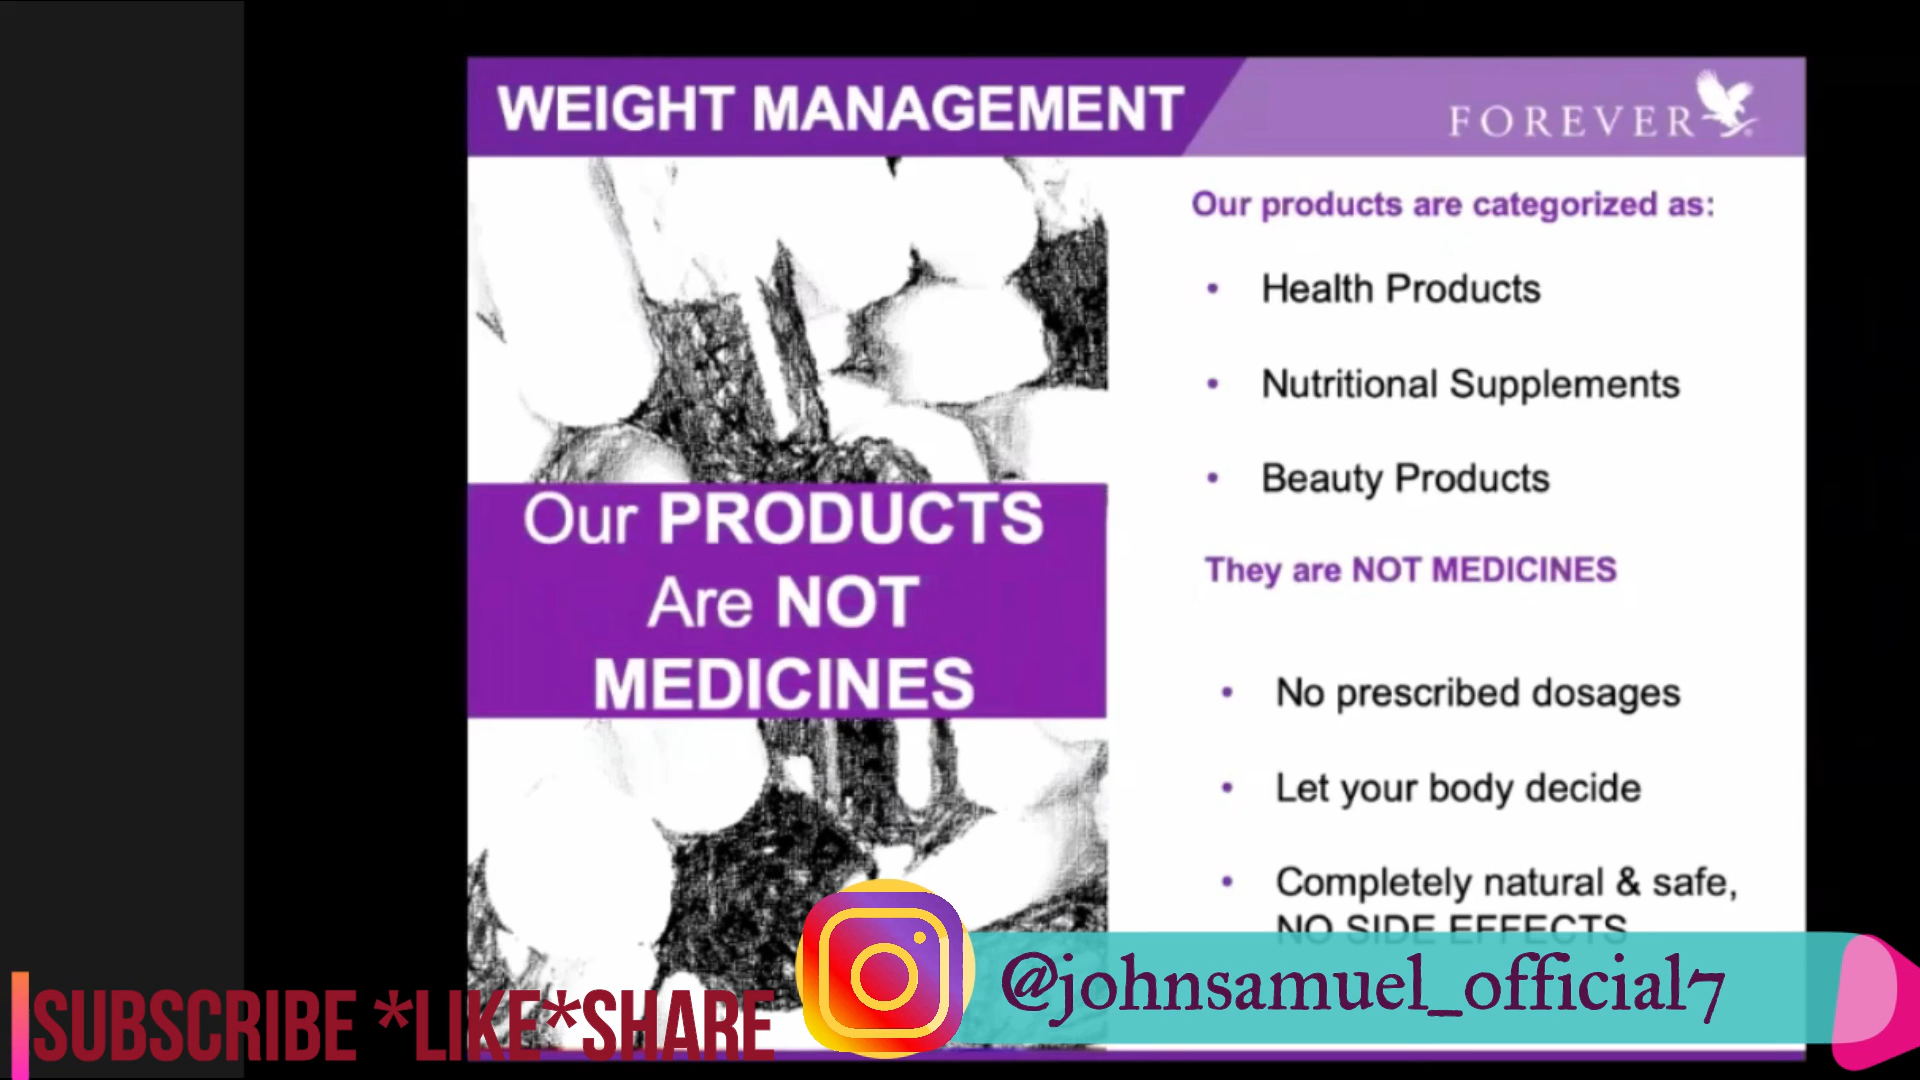 WEIGHT MANAGEMENT
FOREVER
Our products are categorized as:
• Health Products
• Nutritional Supplements
• Beauty Products
Our PRODUCTS
Are NOT
MEDICINES
They are NOT MEDICINES
• No prescribed dosages
• Let your body decide
• Completely natural & safe,
NO SIDE EFFECTS
@johnsamuel_official7
SUBSCRIBE *LIKE*SHARE